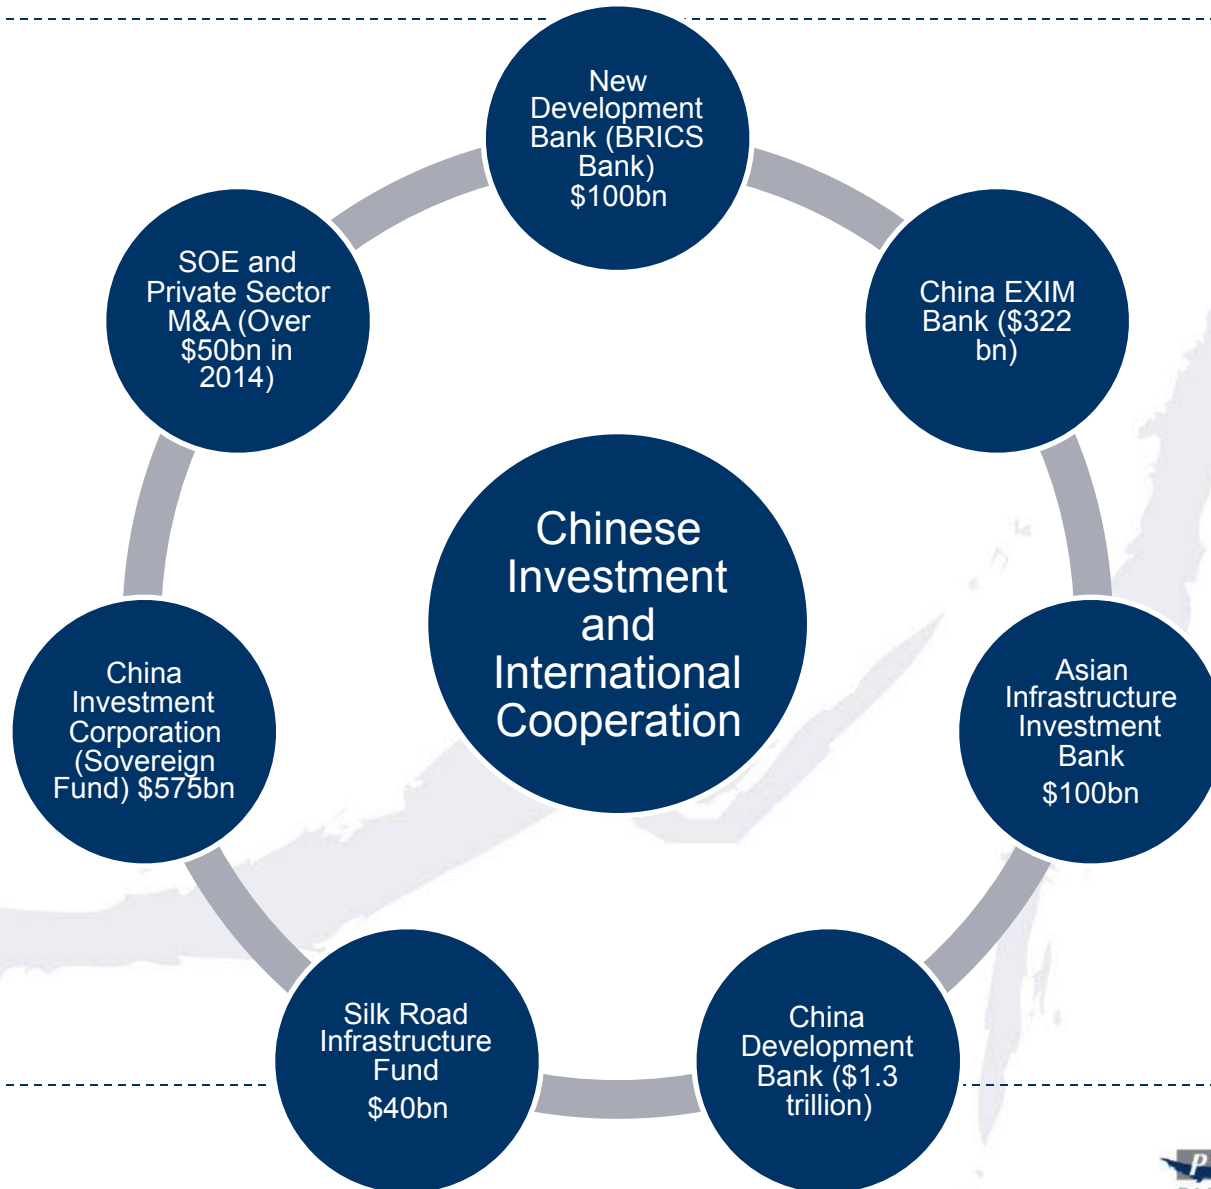 New
Development
Bank (BRICS
Bank)
$100bn
SOE and
Private Sector
M&A (Over
$50bn in
2014)
China EXIM
Bank ($322
bn)
Chinese
Investment
and
International
Cooperation
China
Investment
Corporation
(Sovereign
Fund) $575bn
Asian
Infrastructure
Investment
Bank
$100bn
Silk Road
Infrastructure
Fund
$40bn
China
Development
Bank ($1.3
trillion)
P